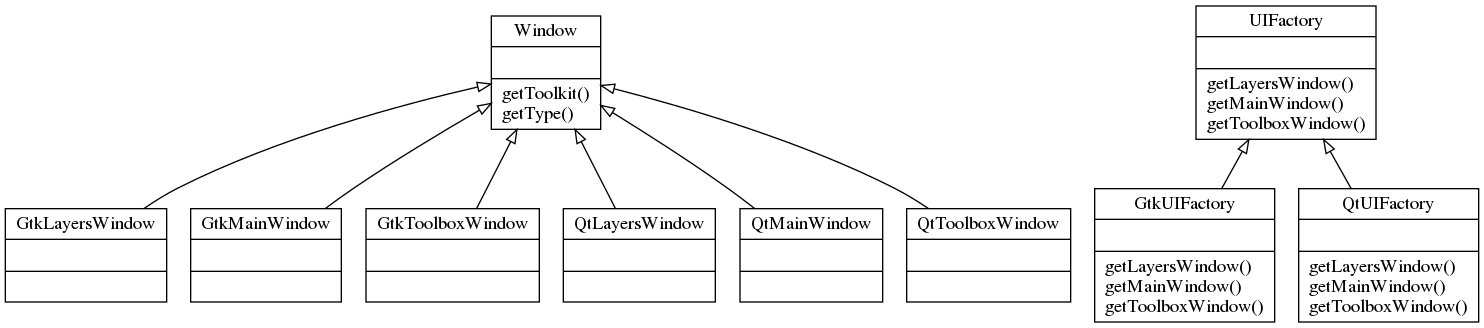 Window
getToolkit()
getType()
GtkLayersWindow
GtkMainWindow
GtkToolboxWindow
QtLayersWindow
QtMainWindow
QtToolboxWindow
UIFactory
getLayersWindow()
getMainWindow()
getToolboxWindow()
GtkUIFactory
getLayersWindow()
getMainWindow()
getToolboxWindow()
QtUIFactory
getLayersWindow()
getMainWindow()
getToolboxWindow()